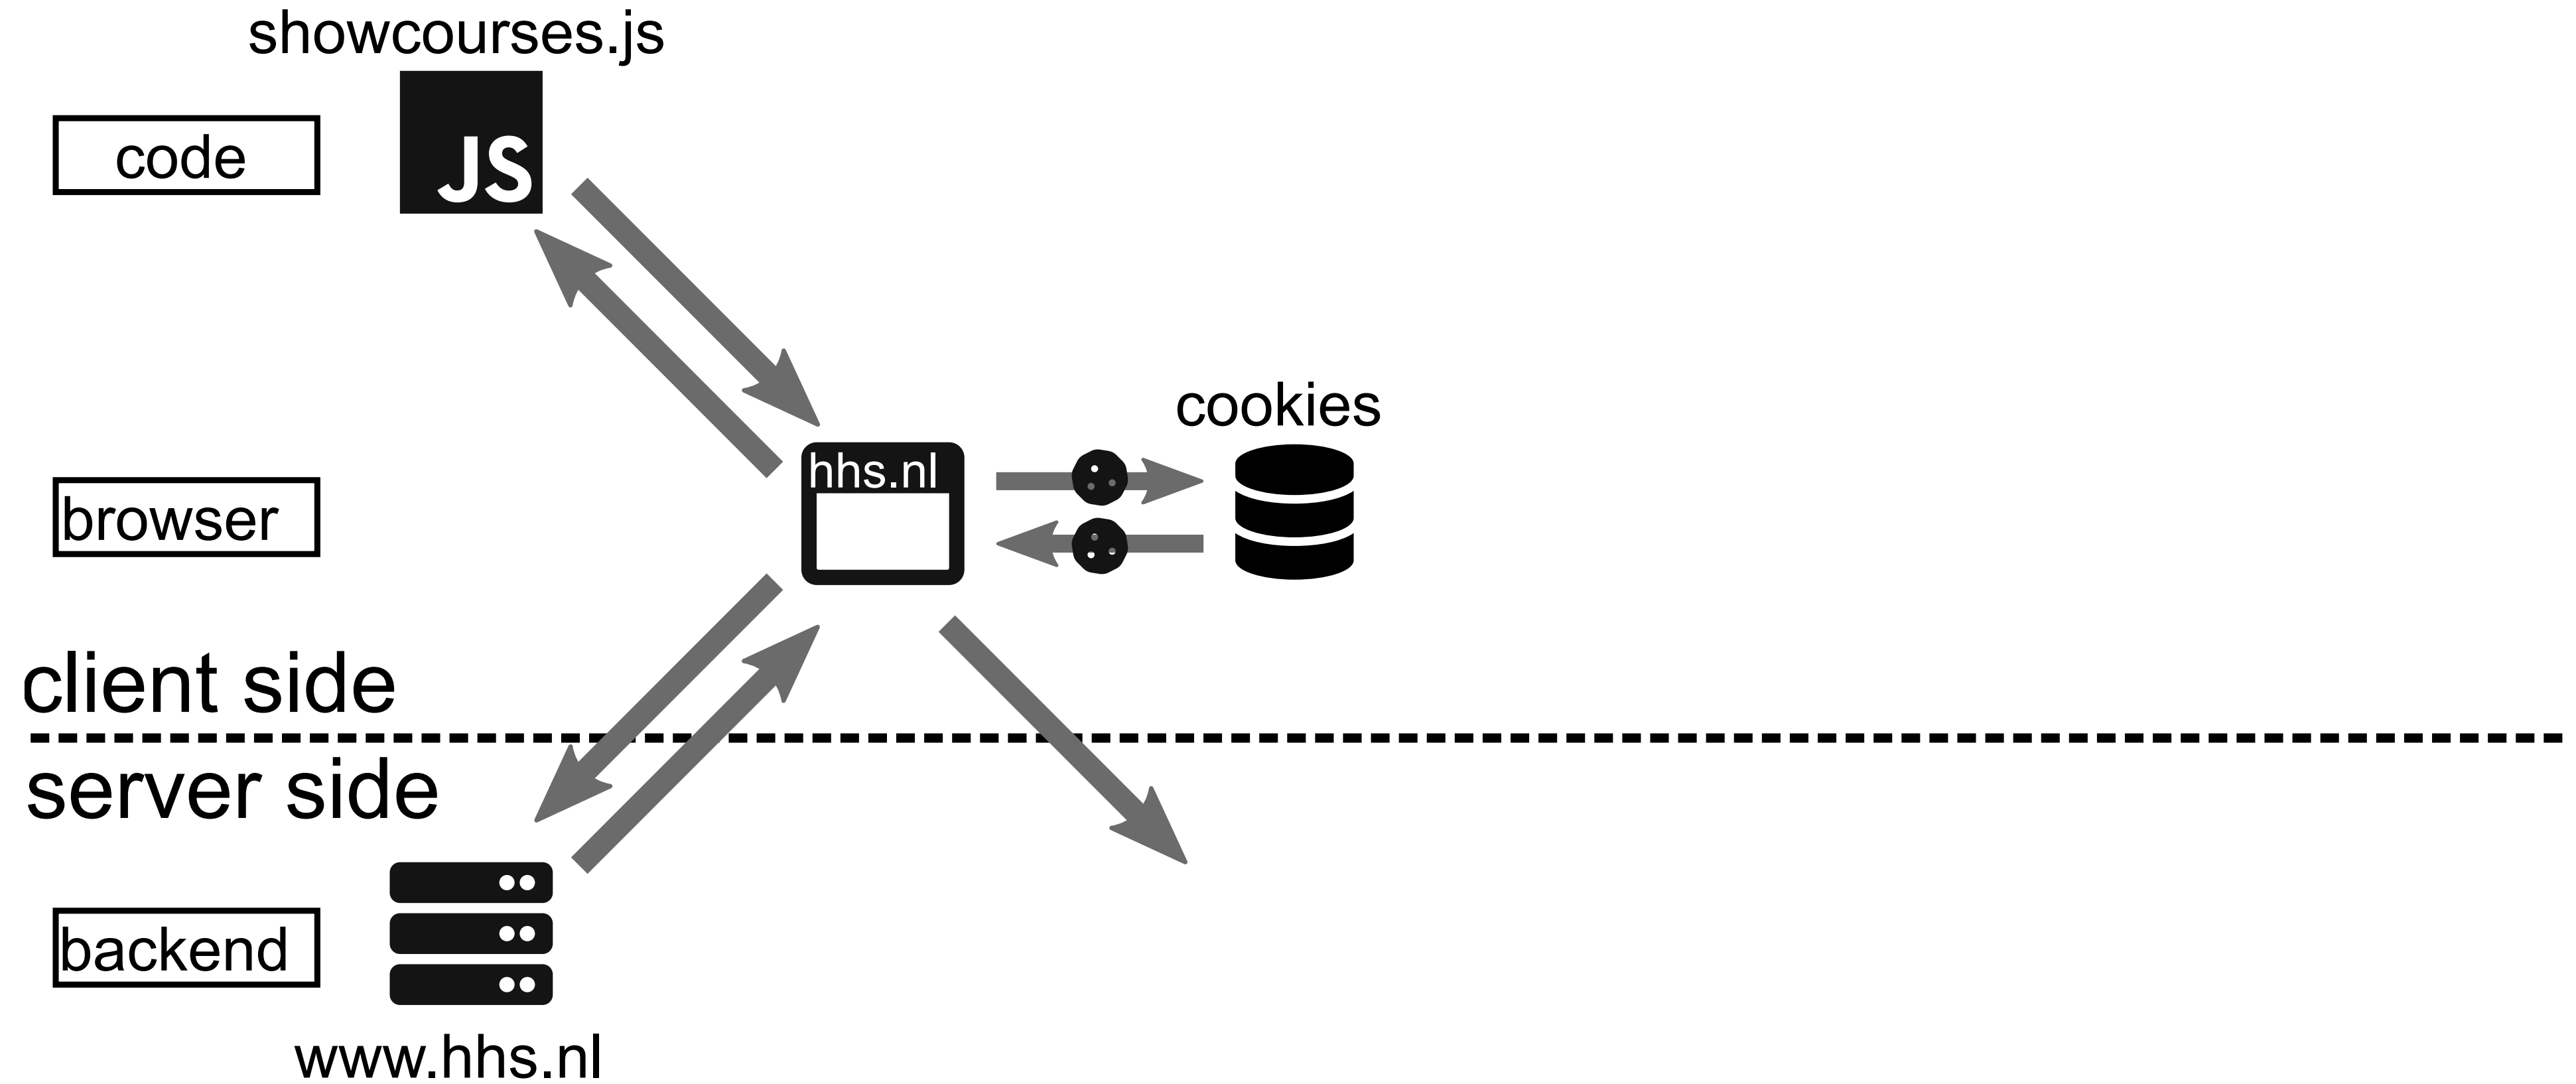 showcourses.js
code
JS
cookies
hhs.nl
browser
client side
server side
backend
www.hhs.nl